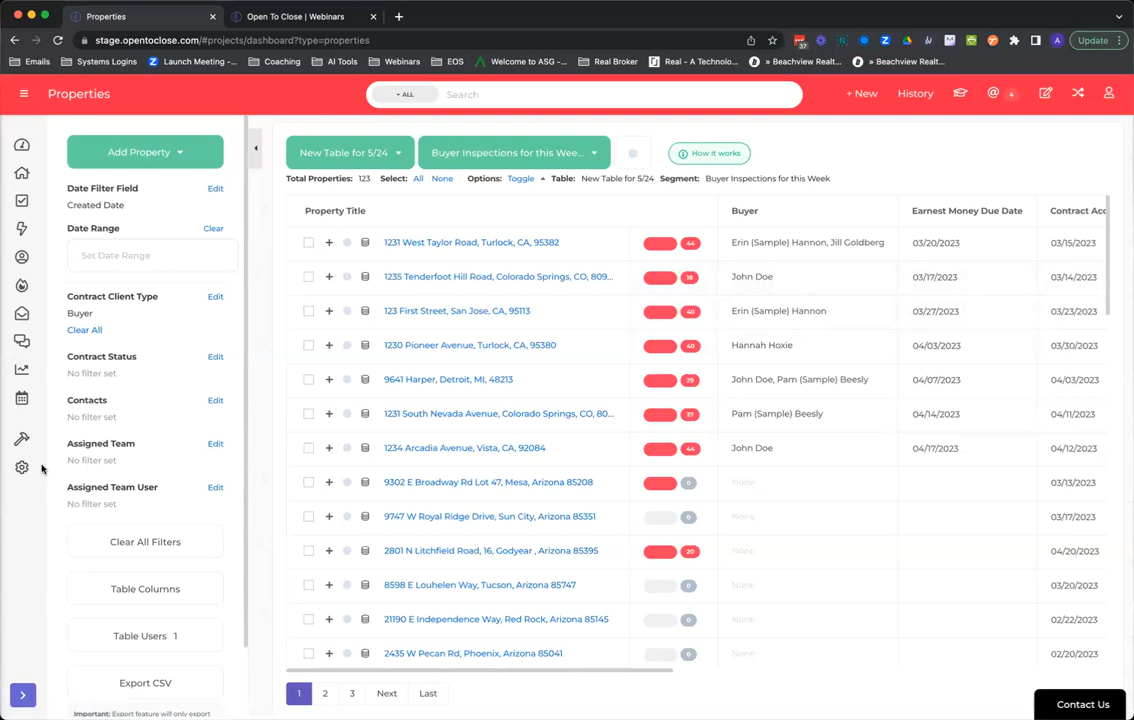 Properties
Open To Close | Webinars
stage.opentoclose.com/#projects/dashboard?type=properties
37
A
Update
Emails
Systems Logins
Launch Meeting -...
Coaching
AI Tools
Webinars
EOS
Welcome to ASG -...
Real Broker
Real - A Technolo...
» Beachview Realt...
» Beachview Realt...
Properties
+ ALL
Search
+ New
History
@ 4
Add Property
Date Filter Field
Edit
Created Date
Date Range
Clear
Set Date Range
Contract Client Type
Edit
Buyer
Clear All
Contract Status
Edit
No filter set
Contacts
Edit
No filter set
Assigned Team
Edit
No filter set
Assigned Team User
Edit
No filter set
Clear All Filters
Table Columns
Table Users 1
Export CSV
Important: Export feature will only export
New Table for 5/24
Buyer Inspections for this Wee...
How it works
Total Properties: 123 Select: All None Options: Toggle Table: New Table for 5/24 Segment: Buyer Inspections for this Week
Property Title Buyer Earnest Money Due Date Contract Acc
1231 West Taylor Road, Turlock, CA, 95382 44 Erin (Sample) Hannon, Jill Goldberg 03/20/2023 03/15/2023
1235 Tenderfoot Hill Road, Colorado Springs, CO, 809... 18 John Doe 03/17/2023 03/14/2023
123 First Street, San Jose, CA, 95113 40 Erin (Sample) Hannon 03/27/2023 03/23/2023
1230 Pioneer Avenue, Turlock, CA, 95380 40 Hannah Hoxie 04/03/2023 03/30/2023
9641 Harper, Detroit, MI, 48213 29 John Doe, Pam (Sample) Beesly 04/07/2023 04/03/2023
1231 South Nevada Avenue, Colorado Springs, CO, 80... 37 Pam (Sample) Beesly 04/14/2023 04/11/2023
1234 Arcadia Avenue, Vista, CA, 92084 44 John Doe 04/17/2023 04/12/2023
9302 E Broadway Rd Lot 47, Mesa, Arizona 85208 0 None 03/13/2023
9747 W Royal Ridge Drive, Sun City, Arizona 85351 0 None 03/17/2023
2801 N Litchfield Road, 16, Godyear , Arizona 85395 20 None 04/20/2023
8598 E Louhelen Way, Tucson, Arizona 85747 0 None 03/20/2023
21190 E Independence Way, Red Rock, Arizona 85145 0 None 02/22/2023
2435 W Pecan Rd, Phoenix, Arizona 85041 0 None 02/20/2023
1 2 3 Next Last
Contact Us